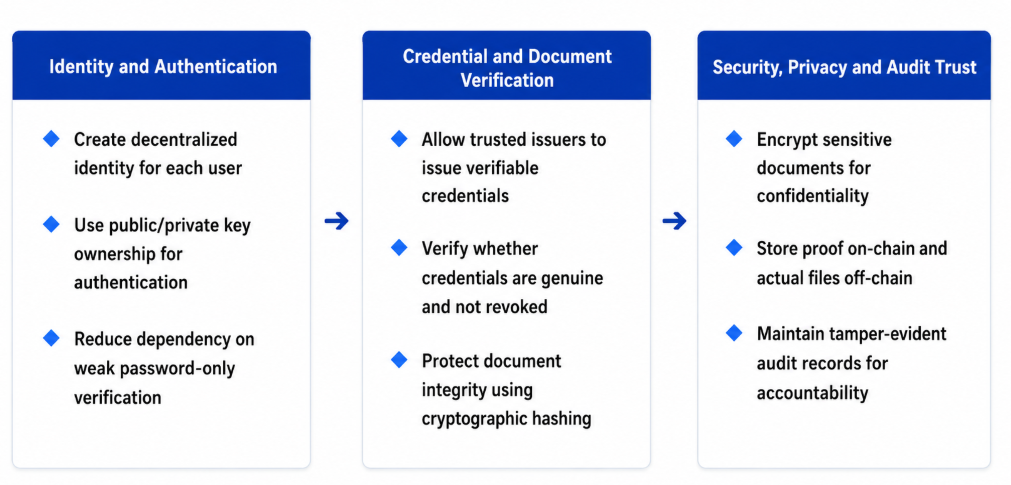 Identity and Authentication
Create decentralized
identity for each user
Use public/private key
ownership for
authentication
Reduce dependency on
weak password-only
verification
Credential and Document
Verification
Allow trusted issuers to
issue verifiable
credentials
Verify whether
credentials are genuine
and not revoked
Protect document
integrity using
cryptographic hashing
Security, Privacy and Audit Trust
Encrypt sensitive
documents for
confidentiality
Store proof on-chain and
actual files off-chain
Maintain tamper-evident
audit records for
accountability